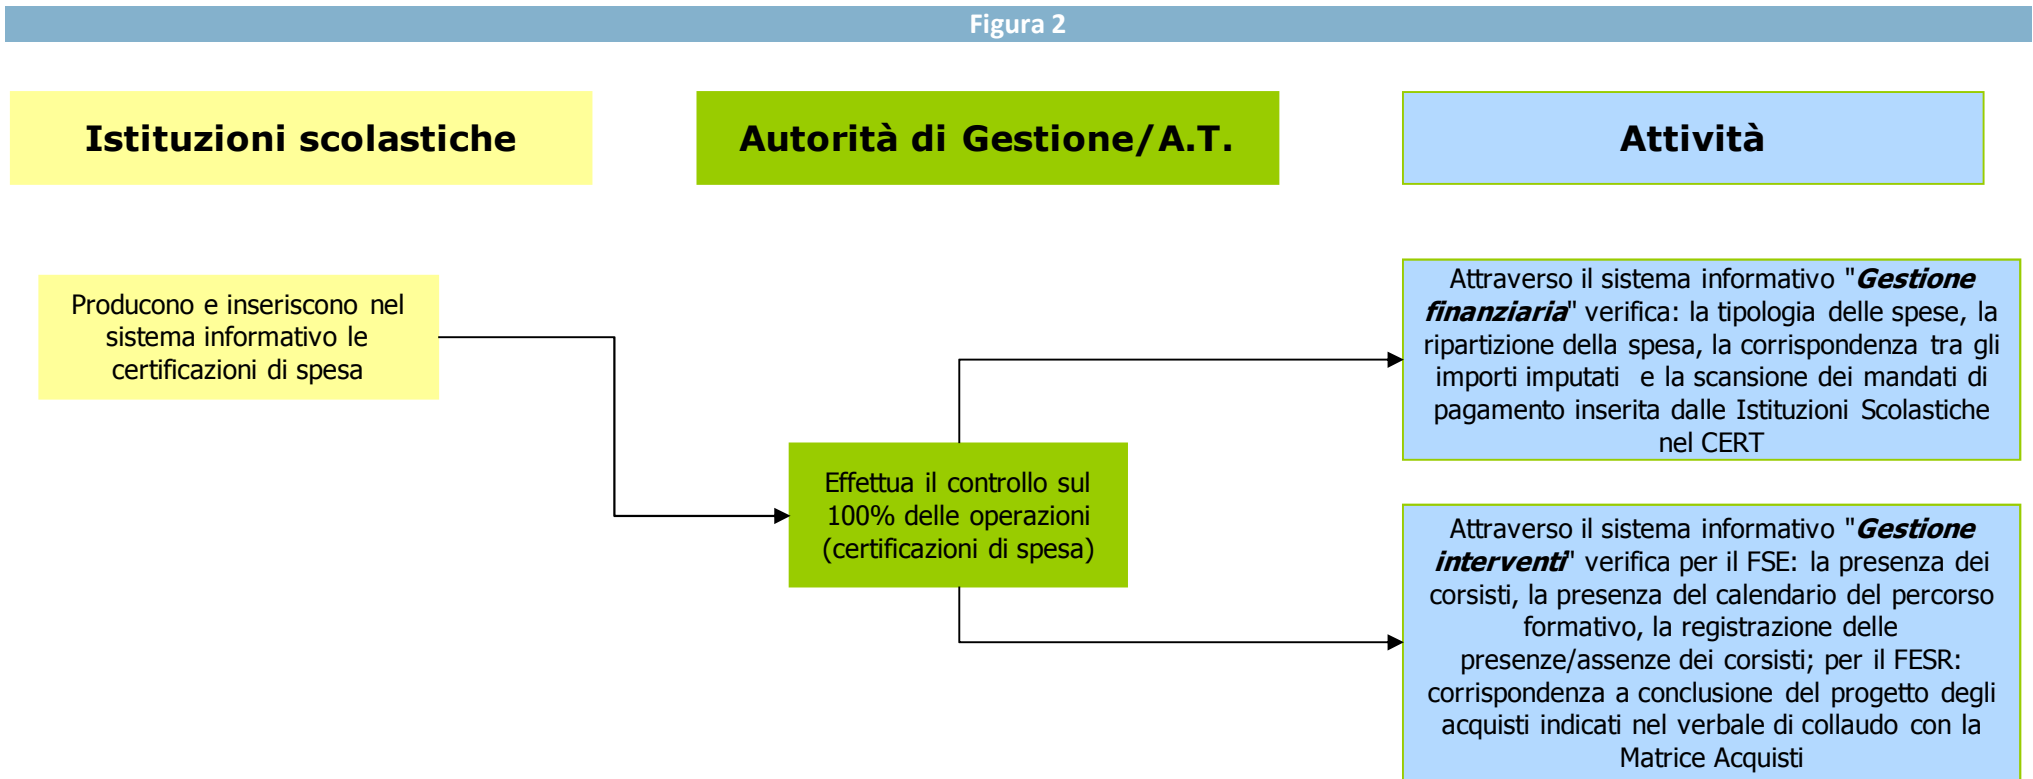 Figura 2
Istituzioni scolastiche
Autorità di Gestione/A.T.
Attività
Producono e inseriscono nel
sistema informativo le
certificazioni di spesa
Effettua il controllo sul
100% delle operazioni
(certificazioni di spesa)
Attraverso il sistema informativo "Gestione
finanziaria" verifica: la tipologia delle spese, la
ripartizione della spesa, la corrispondenza tra gli
importi imputati e la scansione dei mandati di
pagamento inserita dalle Istituzioni Scolastiche
nel CERT
Attraverso il sistema informativo "Gestione
interventi" verifica per il FSE: la presenza dei
corsisti, la presenza del calendario del percorso
formativo, la registrazione delle
presenze/assenze dei corsisti; per il FESR:
corrispondenza a conclusione del progetto degli
acquisti indicati nel verbale di collaudo con la
Matrice Acquisti